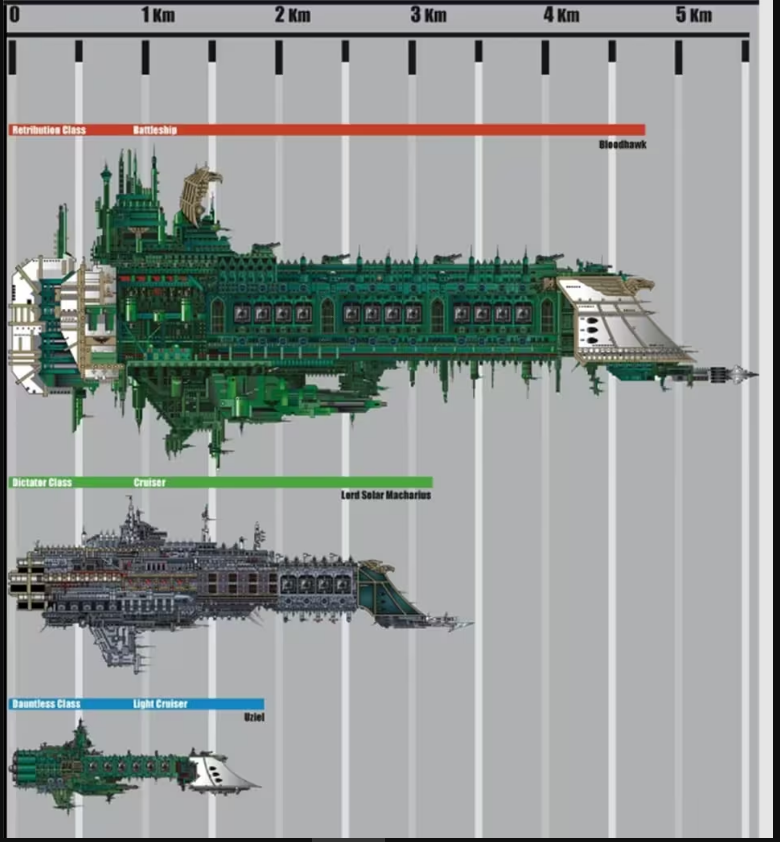 0 1 Km 2 Km 3 Km 4 Km 5 Km
Retribution Class Battleship
Bloodhawk
Dictator Class Cruiser
Lord Solar Macharius
Dauntless Class Light Cruiser
Uziel